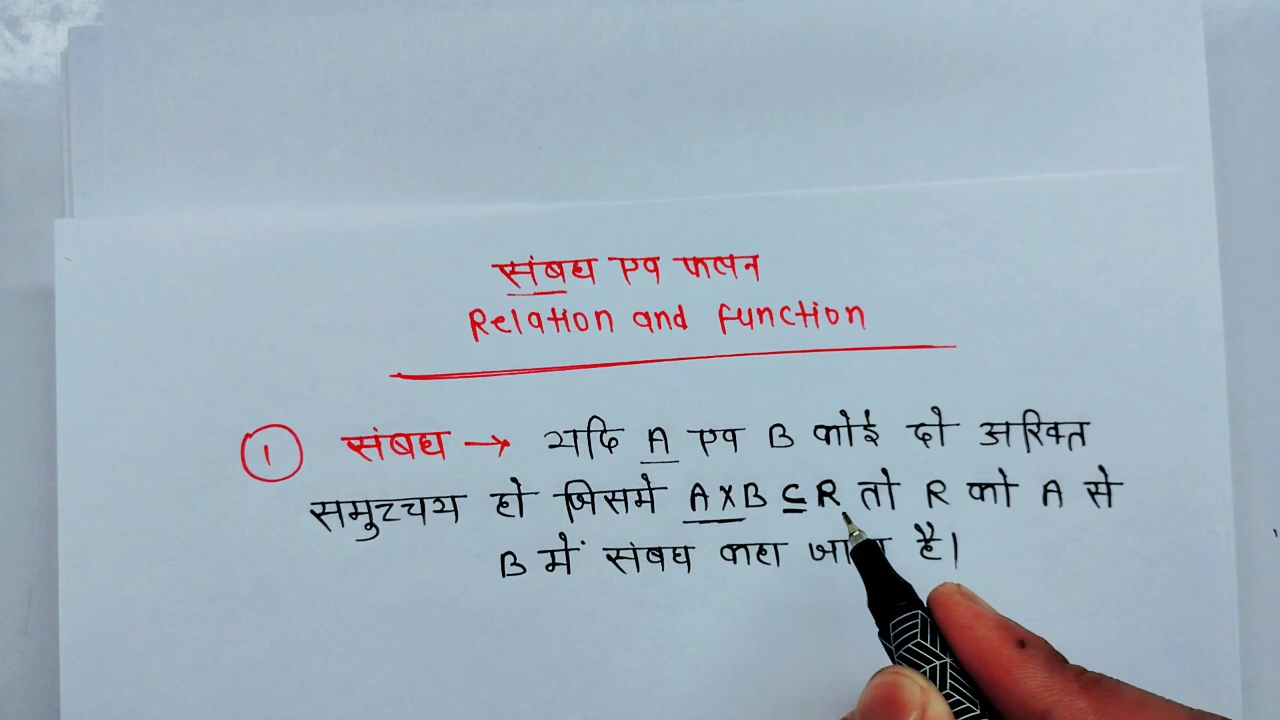 संबध एव फलन
Relation and function
① संबध → यदि A एव B कोई दो अरिक्त
समुच्चय हो जिसमे A×B ⊆ R तो R को A से
B में संबध कहा जाता है।